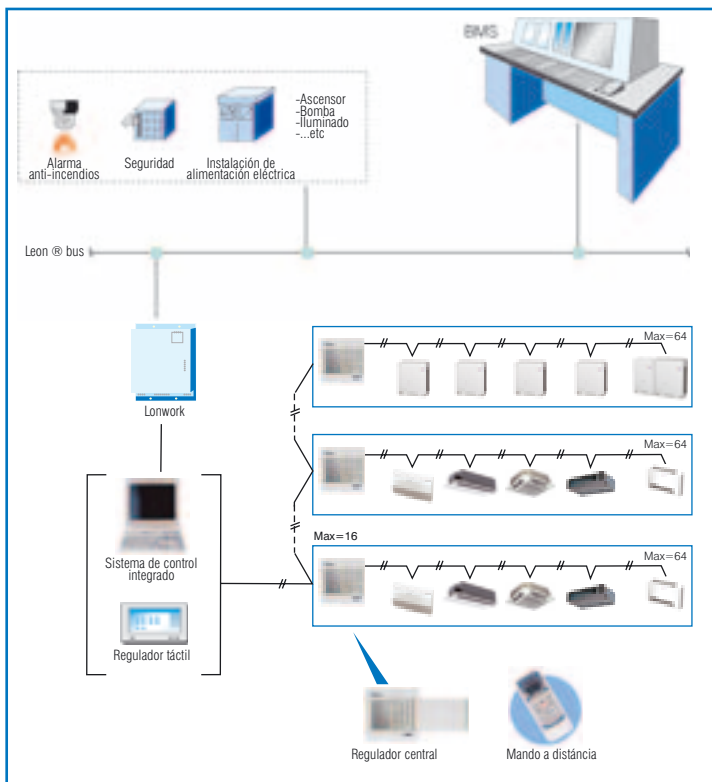 BMS
-Ascensor
-Bomba
-Iluminado
-...etc
Alarma
anti-incendios
Seguridad
Instalación de
alimentación eléctrica
Leon ® bus
Lonwork
Max=64
Max=64
Max=16
Max=64
Sistema de control
integrado
Regulador táctil
Regulador central
Mando a distáncia